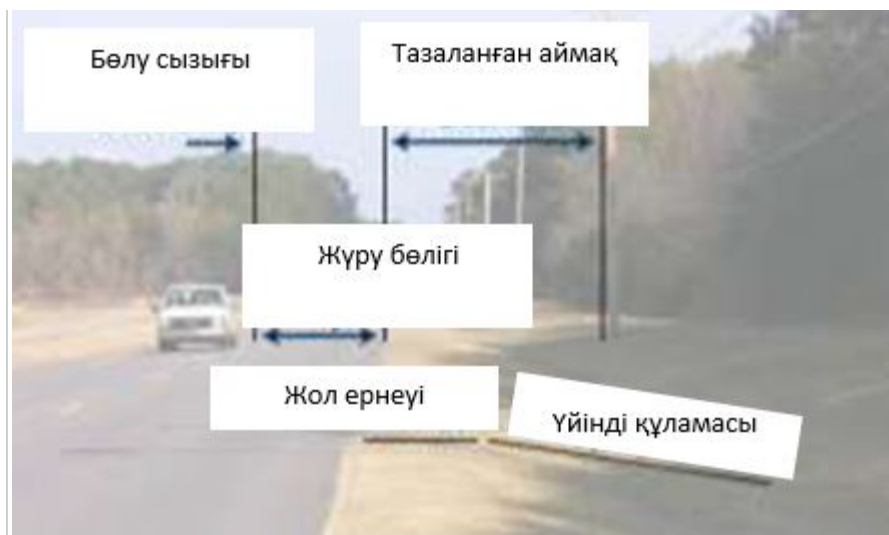 Бөлу сызығы
Тазаланған аймақ
Жүру бөлігі
Жол ернеуі
Үйінді құламасы